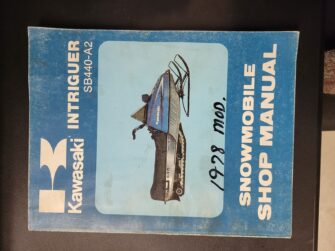 Kawasaki
INTRIGUER
SB440-A2
1978 MOD.
SNOWMOBILE
SHOP MANUAL